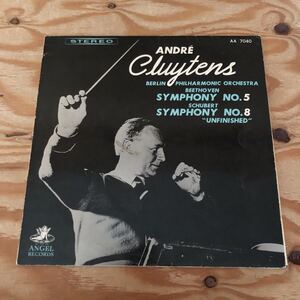 STEREO
AA 7040
ANDRÉ
Cluytens
BERLIN PHILHARMONIC ORCHESTRA
BEETHOVEN
SYMPHONY NO.5
SCHUBERT
SYMPHONY NO.8
"UNFINISHED"
ANGEL
RECORDS